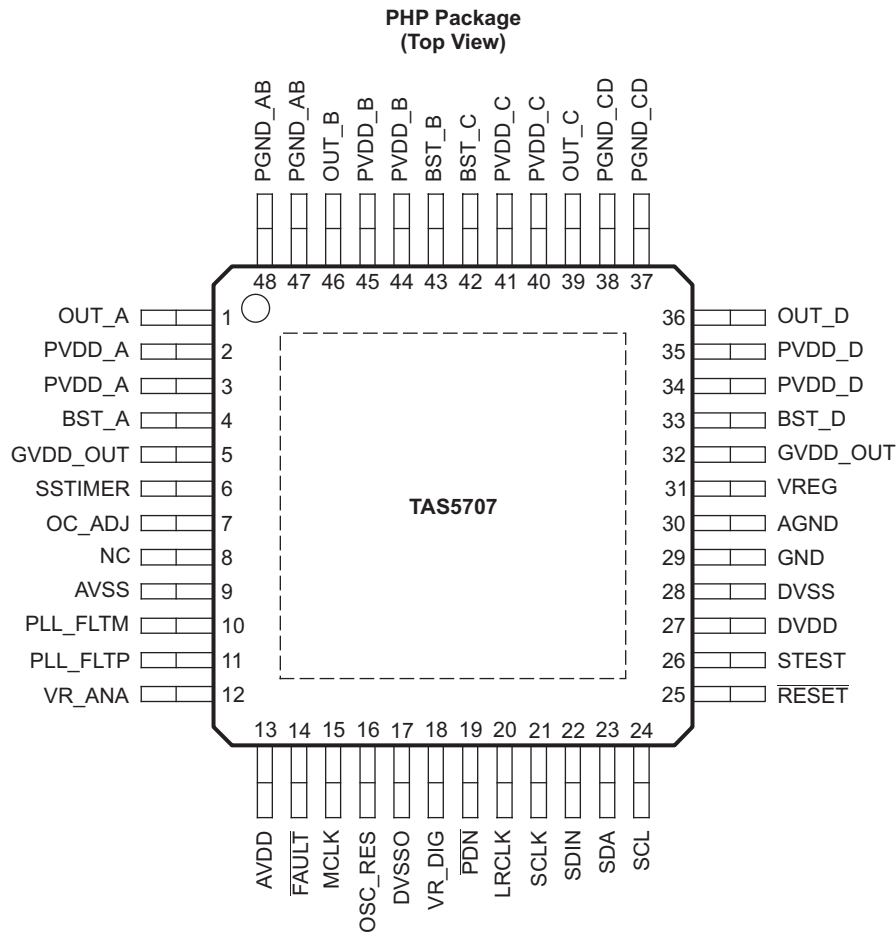 PHP Package
(Top View)
PGND_AB
PGND_AB
OUT_B
PVDD_B
PVDD_B
BST_B
BST_C
PVDD_C
PVDD_C
OUT_C
PGND_CD
PGND_CD
48 47 46 45 44 43 42 41 40 39 38 37
OUT_A 1 36 OUT_D
PVDD_A 2 35 PVDD_D
PVDD_A 3 34 PVDD_D
BST_A 4 33 BST_D
GVDD_OUT 5 32 GVDD_OUT
SSTIMER 6 31 VREG
OC_ADJ 7 TAS5707 30 AGND
NC 8 29 GND
AVSS 9 28 DVSS
PLL_FLTM 10 27 DVDD
PLL_FLTP 11 26 STEST
VR_ANA 12 25 RESET
13 14 15 16 17 18 19 20 21 22 23 24
AVDD
FAULT
MCLK
OSC_RES
DVSSO
VR_DIG
PDN
LRCLK
SCLK
SDIN
SDA
SCL